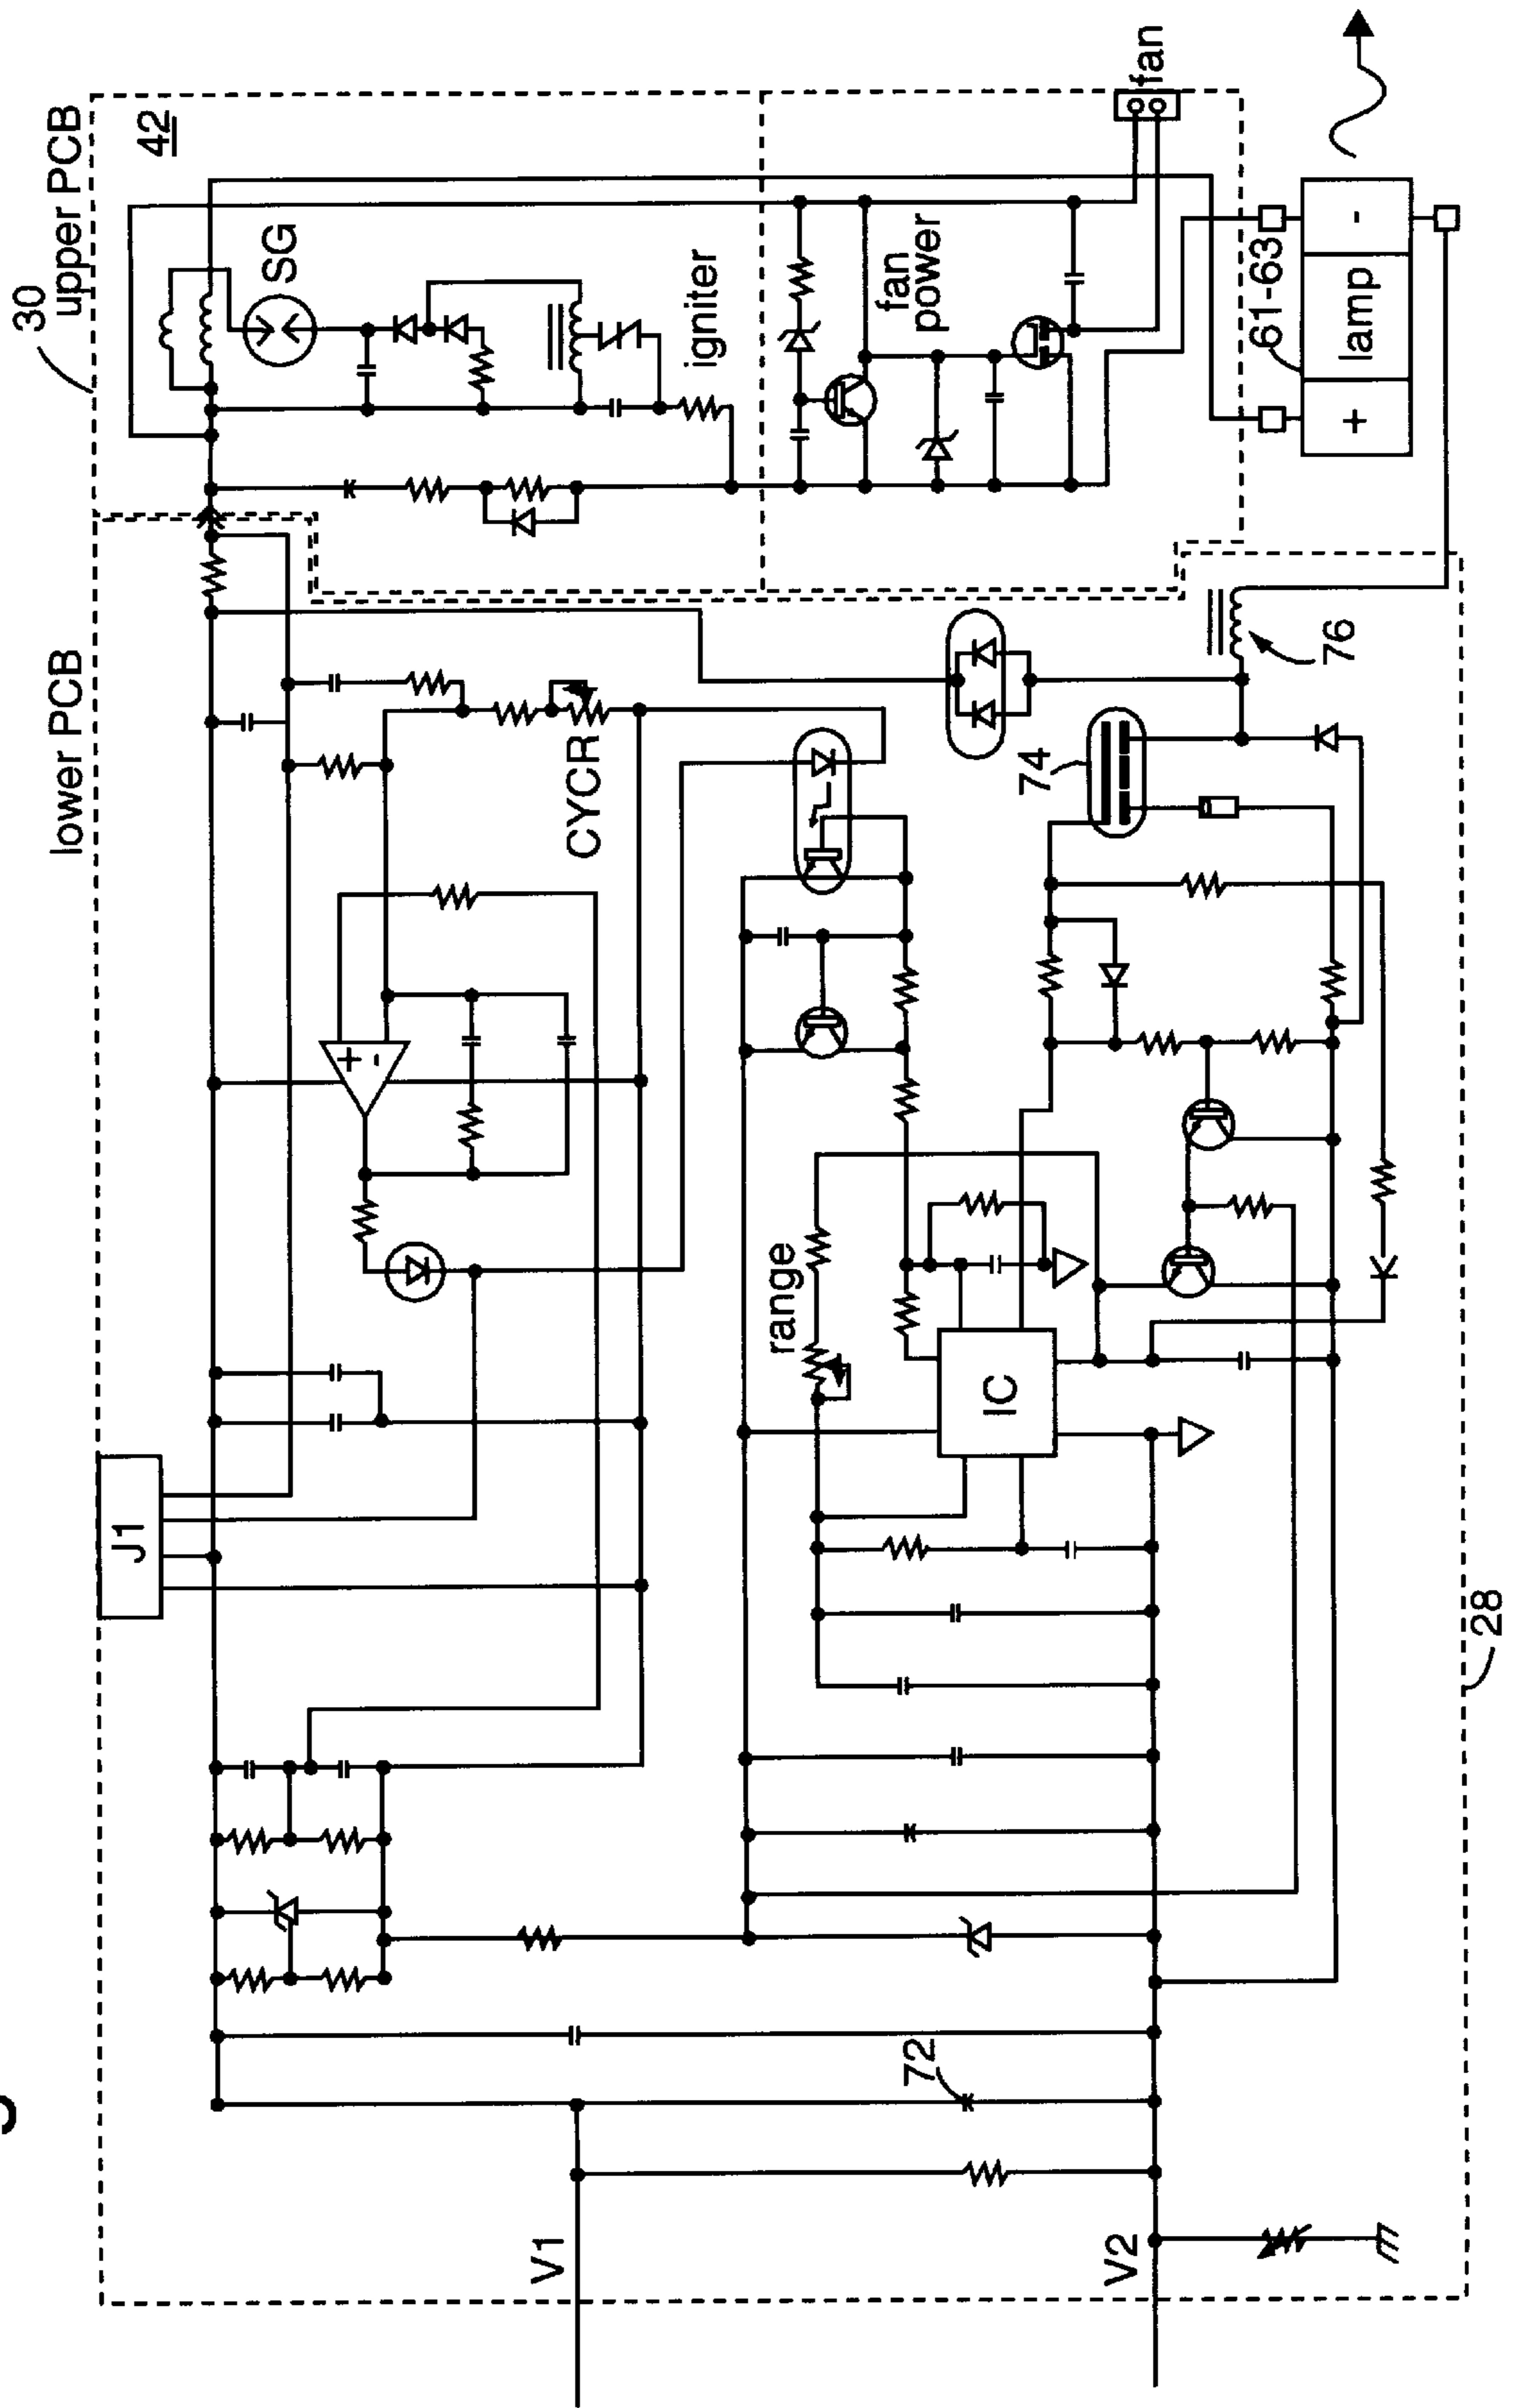 30
upper PCB
42
SG
igniter
fan
power
fan
61-63
+
lamp
-
lower PCB
CYCR
74
76
+
-
range
IC
J1
28
72
V1
V2